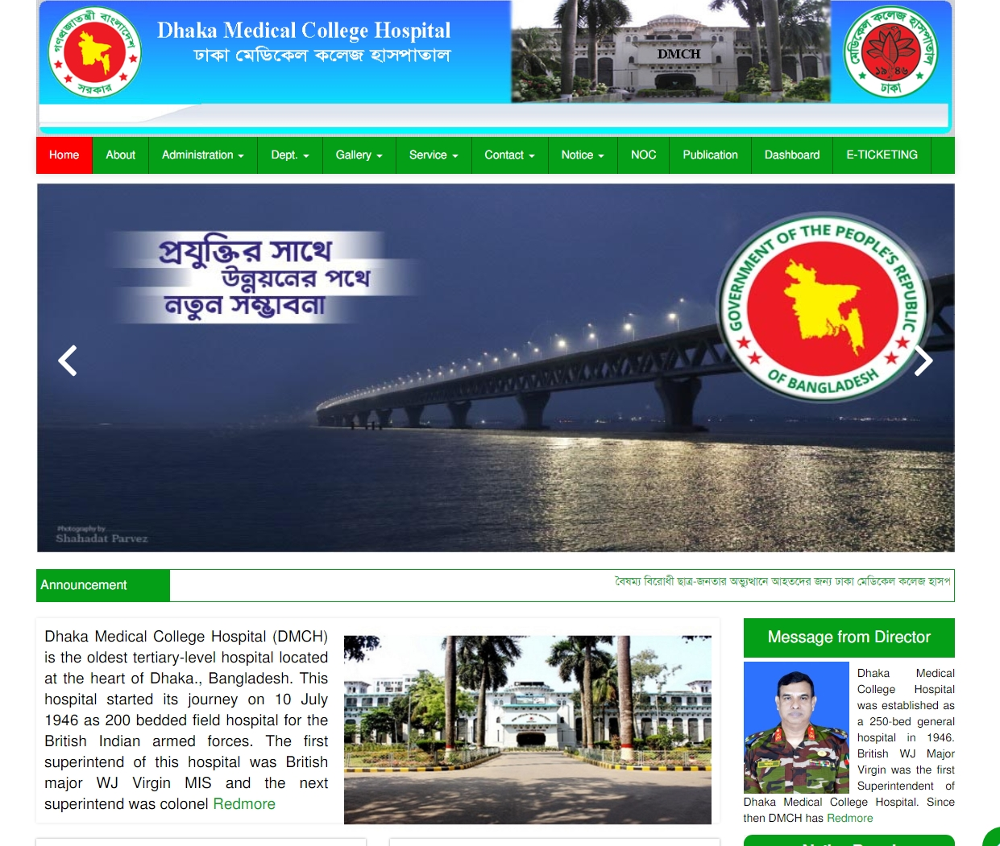 গণপ্রজাতন্ত্রী বাংলাদেশ
সরকার
Dhaka Medical College Hospital
ঢাকা মেডিকেল কলেজ হাসপাতাল
DMCH
মেডিকেল কলেজ হাসপাতাল
১৯৪৬
ঢাকা
Home About Administration Dept. Gallery Service Contact Notice NOC Publication Dashboard E-TICKETING
প্রযুক্তির সাথে
উন্নয়নের পথে
নতুন সম্ভাবনা
GOVERNMENT OF THE PEOPLE'S REPUBLIC
OF BANGLADESH
Photography by
Shahadat Parvez
Announcement
বৈষম্য বিরোধী ছাত্র-জনতার অভ্যুত্থানে আহতদের জন্য ঢাকা মেডিকেল কলেজ হাসপ
Dhaka Medical College Hospital (DMCH)
is the oldest tertiary-level hospital located
at the heart of Dhaka., Bangladesh. This
hospital started its journey on 10 July
1946 as 200 bedded field hospital for the
British Indian armed forces. The first
superintend of this hospital was British
major WJ Virgin MIS and the next
superintend was colonel Redmore
Message from Director
Dhaka Medical
College Hospital
was established as
a 250-bed general
hospital in 1946.
British WJ Major
Virgin was the first
Superintendent of
Dhaka Medical College Hospital. Since
then DMCH has Redmore